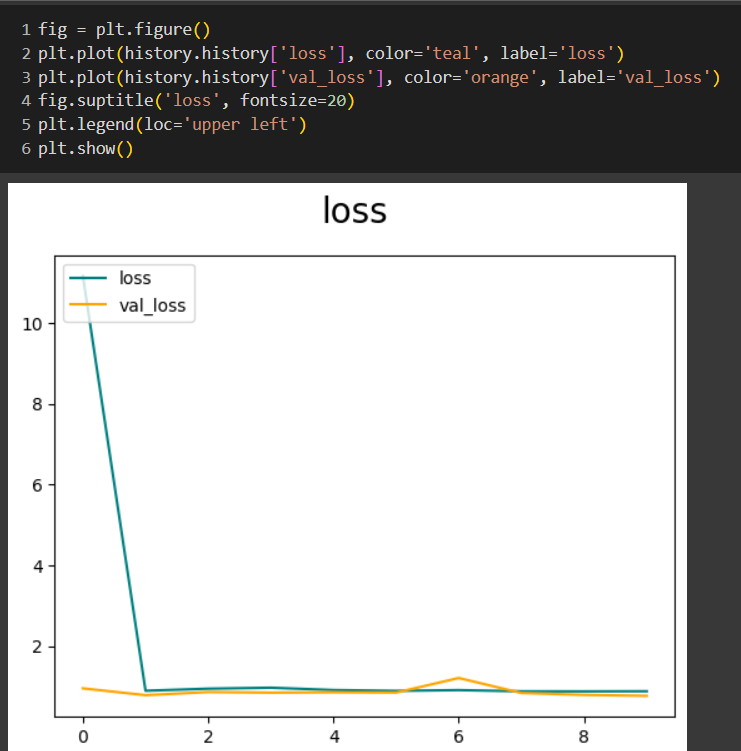 1 fig = plt.figure()
2 plt.plot(history.history['loss'], color='teal', label='loss')
3 plt.plot(history.history['val_loss'], color='orange', label='val_loss')
4 fig.suptitle('loss', fontsize=20)
5 plt.legend(loc='upper left')
6 plt.show()
loss
loss
val_loss
10
8
6
4
2
0 2 4 6 8